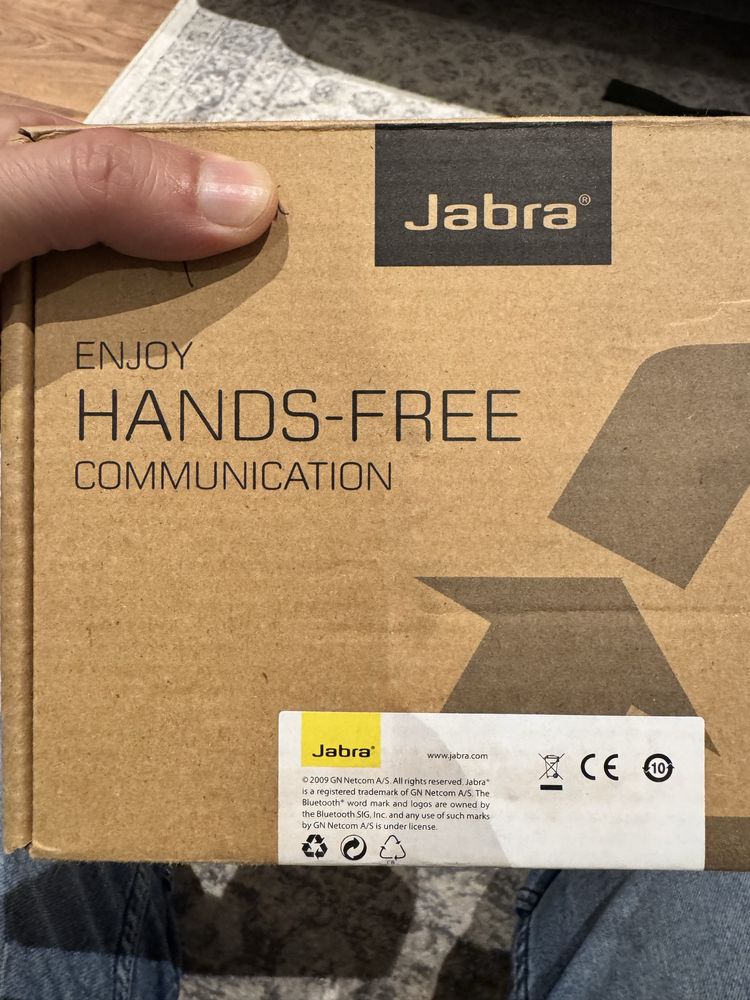 Jabra®
ENJOY
HANDS-FREE
COMMUNICATION
Jabra®
www.jabra.com
© 2009 GN Netcom A/S. All rights reserved. Jabra®
is a registered trademark of GN Netcom A/S. The
Bluetooth® word mark and logos are owned by
the Bluetooth SIG, Inc. and any use of such marks
by GN Netcom A/S is under license.
CE
10
CB